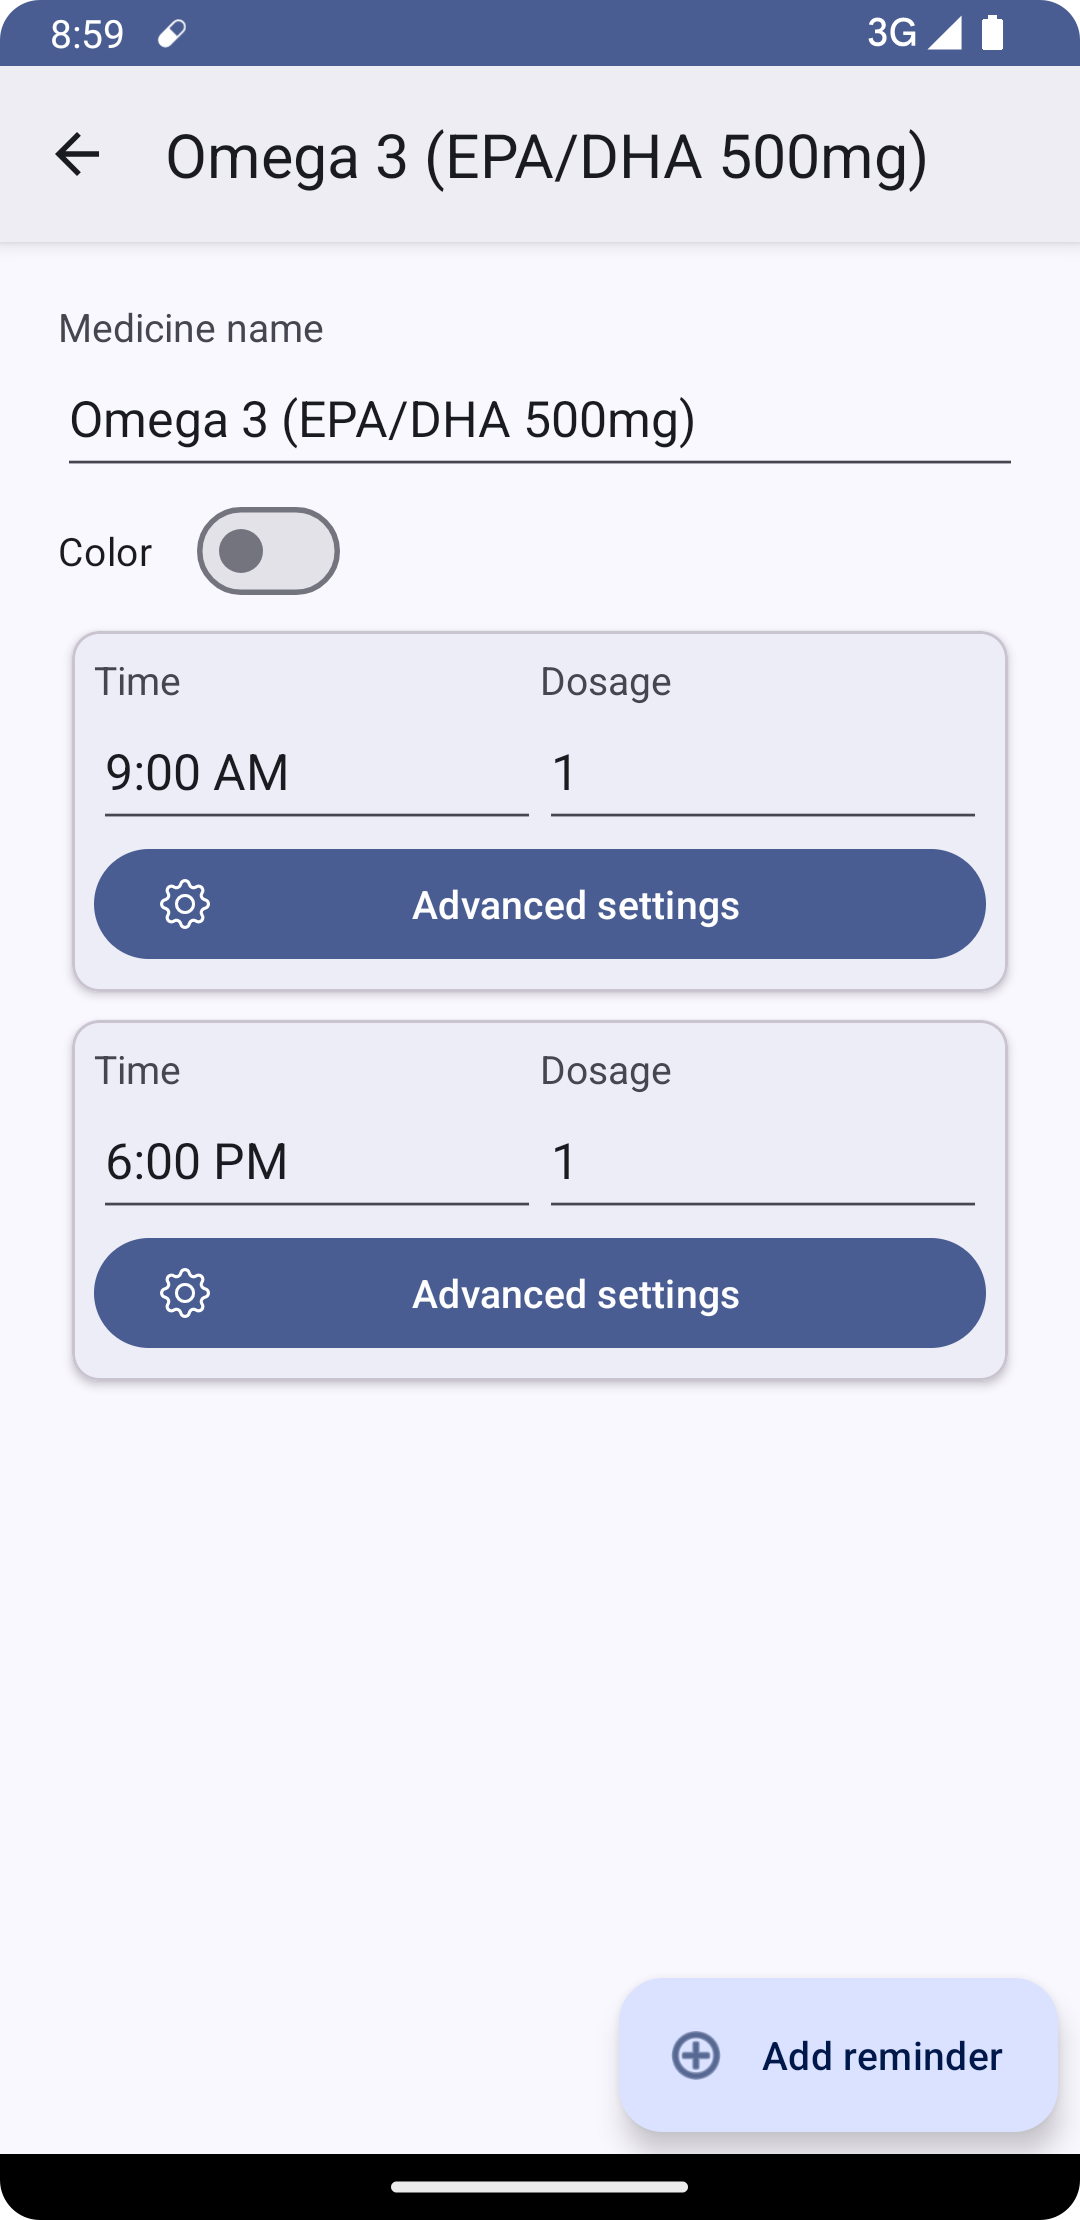 8:59
3G
Omega 3 (EPA/DHA 500mg)
Medicine name
Omega 3 (EPA/DHA 500mg)
Color
Time Dosage
9:00 AM 1
Advanced settings
Time Dosage
6:00 PM 1
Advanced settings
Add reminder